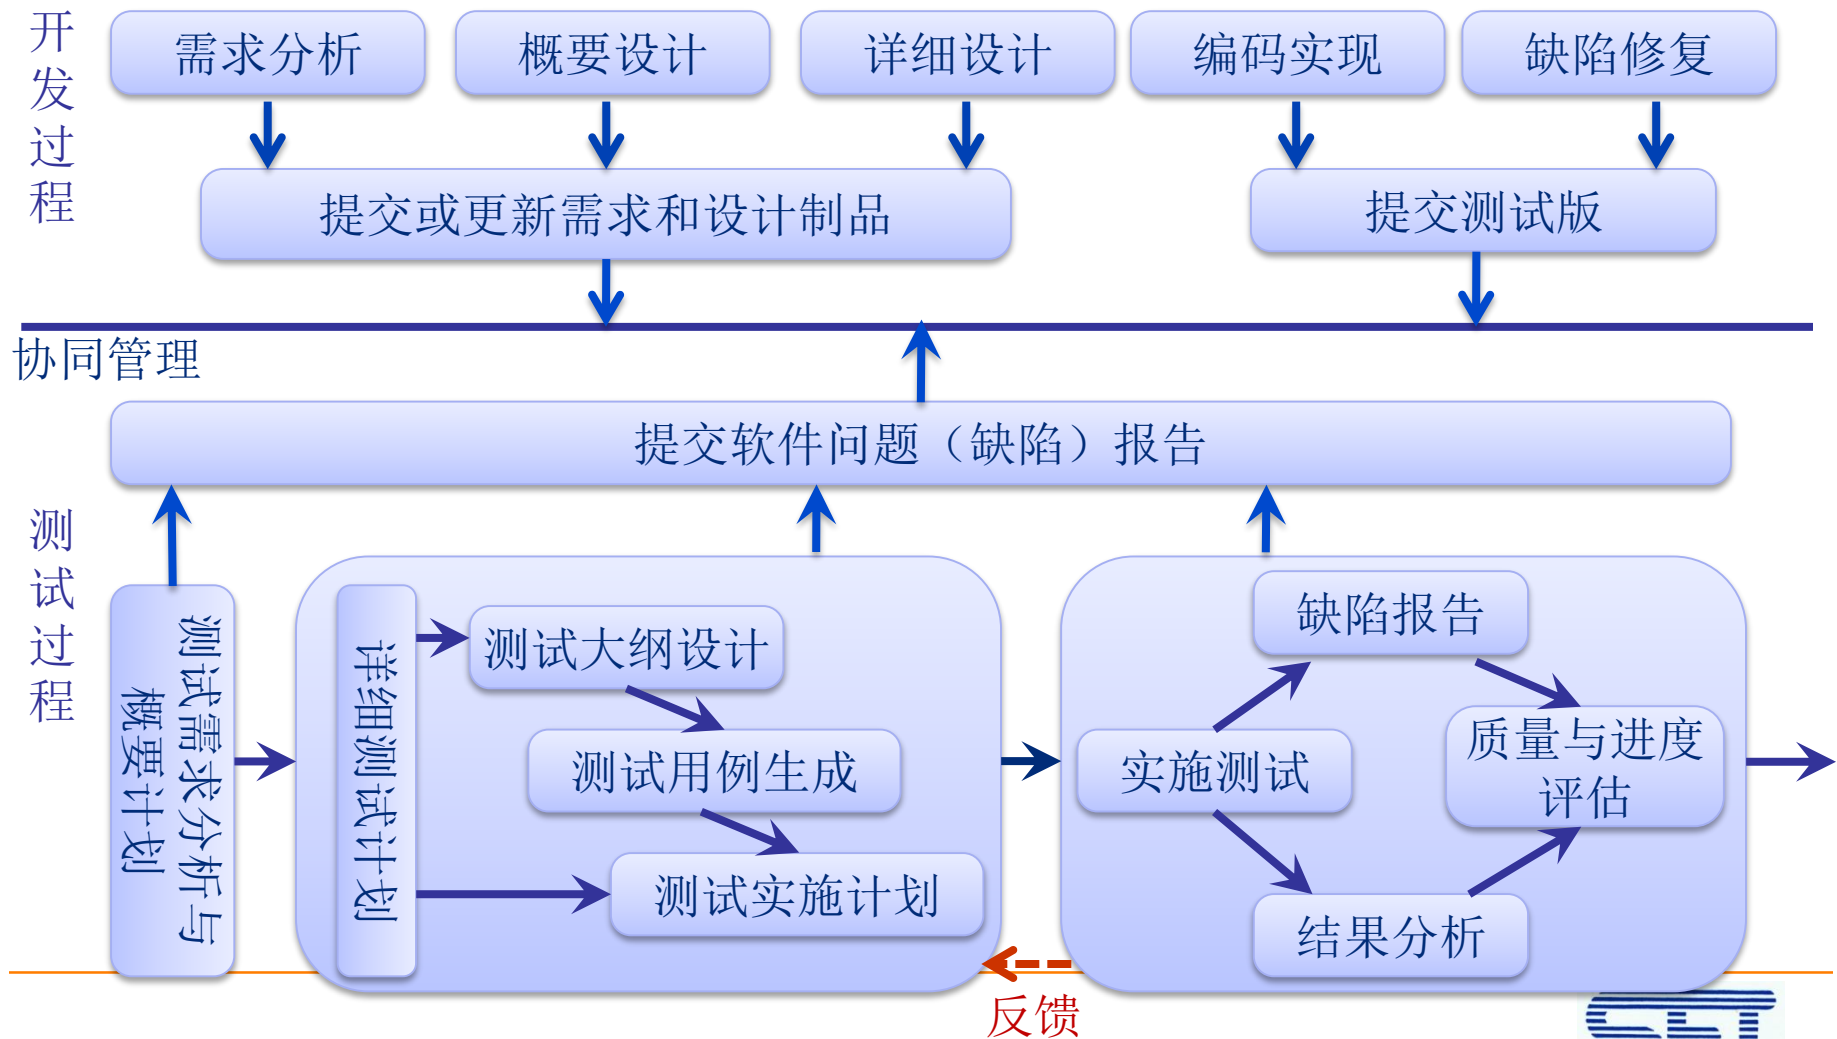 开发过程
需求分析
概要设计
详细设计
编码实现
缺陷修复
提交或更新需求和设计制品
提交测试版
协同管理
提交软件问题（缺陷）报告
测试过程
测试需求分析与
概要计划
详细测试计划
测试大纲设计
测试用例生成
测试实施计划
缺陷报告
实施测试
质量与进度
评估
结果分析
反馈